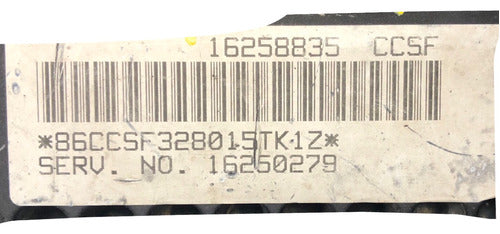 16258835 CCSF
*86CCSF328015TK1Z*
SERV. NO. 16260279